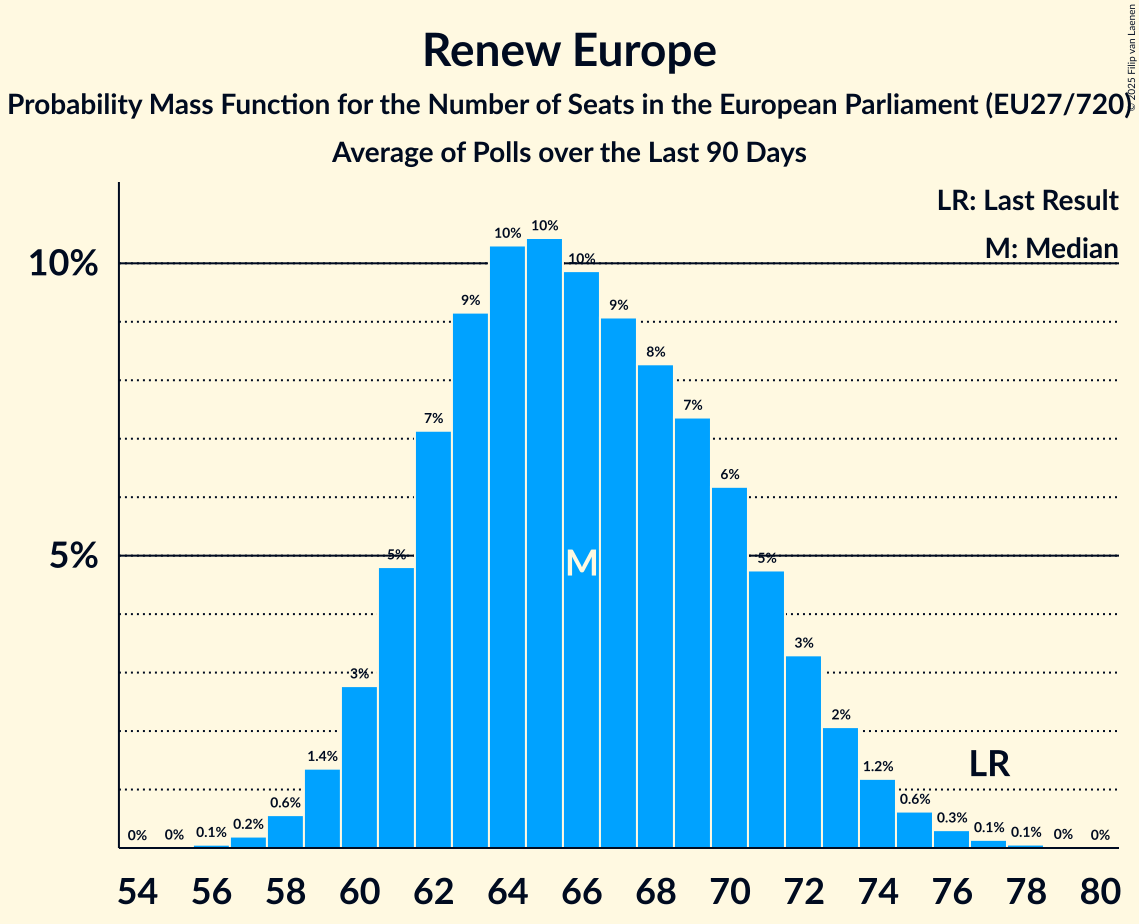 © 2025 Filip van Laenen
Renew Europe
Probability Mass Function for the Number of Seats in the European Parliament (EU27/720)
Average of Polls over the Last 90 Days
LR: Last Result
M: Median
10%
5%
0% 0% 0.1% 0.2% 0.6% 1.4% 3% 5% 7% 9% 10% 10% 10% 9% 8% 7% 6% 5% 3% 2% 1.2% 0.6% 0.3% 0.1% 0.1% 0% 0%
M
LR
54 56 58 60 62 64 66 68 70 72 74 76 78 80